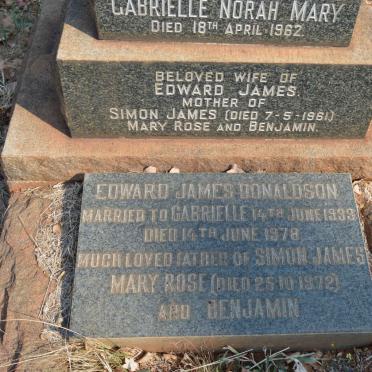 GABRIELLE NORAH MARY
DIED 18TH APRIL 1962.
BELOVED WIFE OF
EDWARD JAMES.
MOTHER OF
SIMON JAMES (DIED 7-5-1961)
MARY ROSE AND BENJAMIN.
EDWARD JAMES DONALDSON
MARRIED TO GABRIELLE 14TH JUNE 1933
DIED 14TH JUNE 1978
MUCH LOVED FATHER OF SIMON JAMES
MARY ROSE (DIED 25 10 1972)
AND BENJAMIN